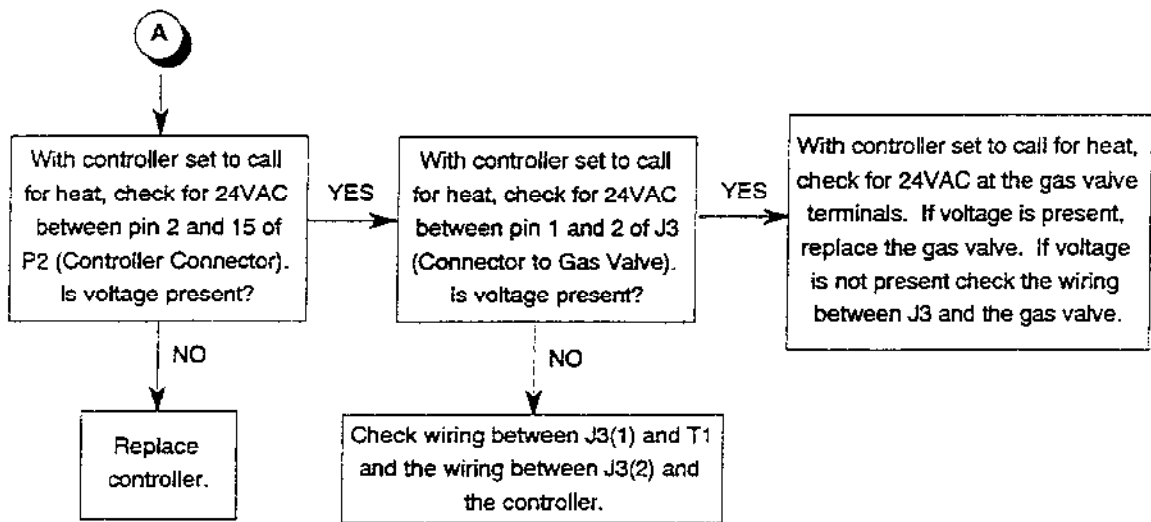 A
With controller set to call
for heat, check for 24VAC
between pin 2 and 15 of
P2 (Controller Connector).
Is voltage present?
YES
With controller set to call
for heat, check for 24VAC
between pin 1 and 2 of J3
(Connector to Gas Valve).
Is voltage present?
YES
With controller set to call for heat,
check for 24VAC at the gas valve
terminals. If voltage is present,
replace the gas valve. If voltage
is not present check the wiring
between J3 and the gas valve.
NO
Replace
controller.
NO
Check wiring between J3(1) and T1
and the wiring between J3(2) and
the controller.